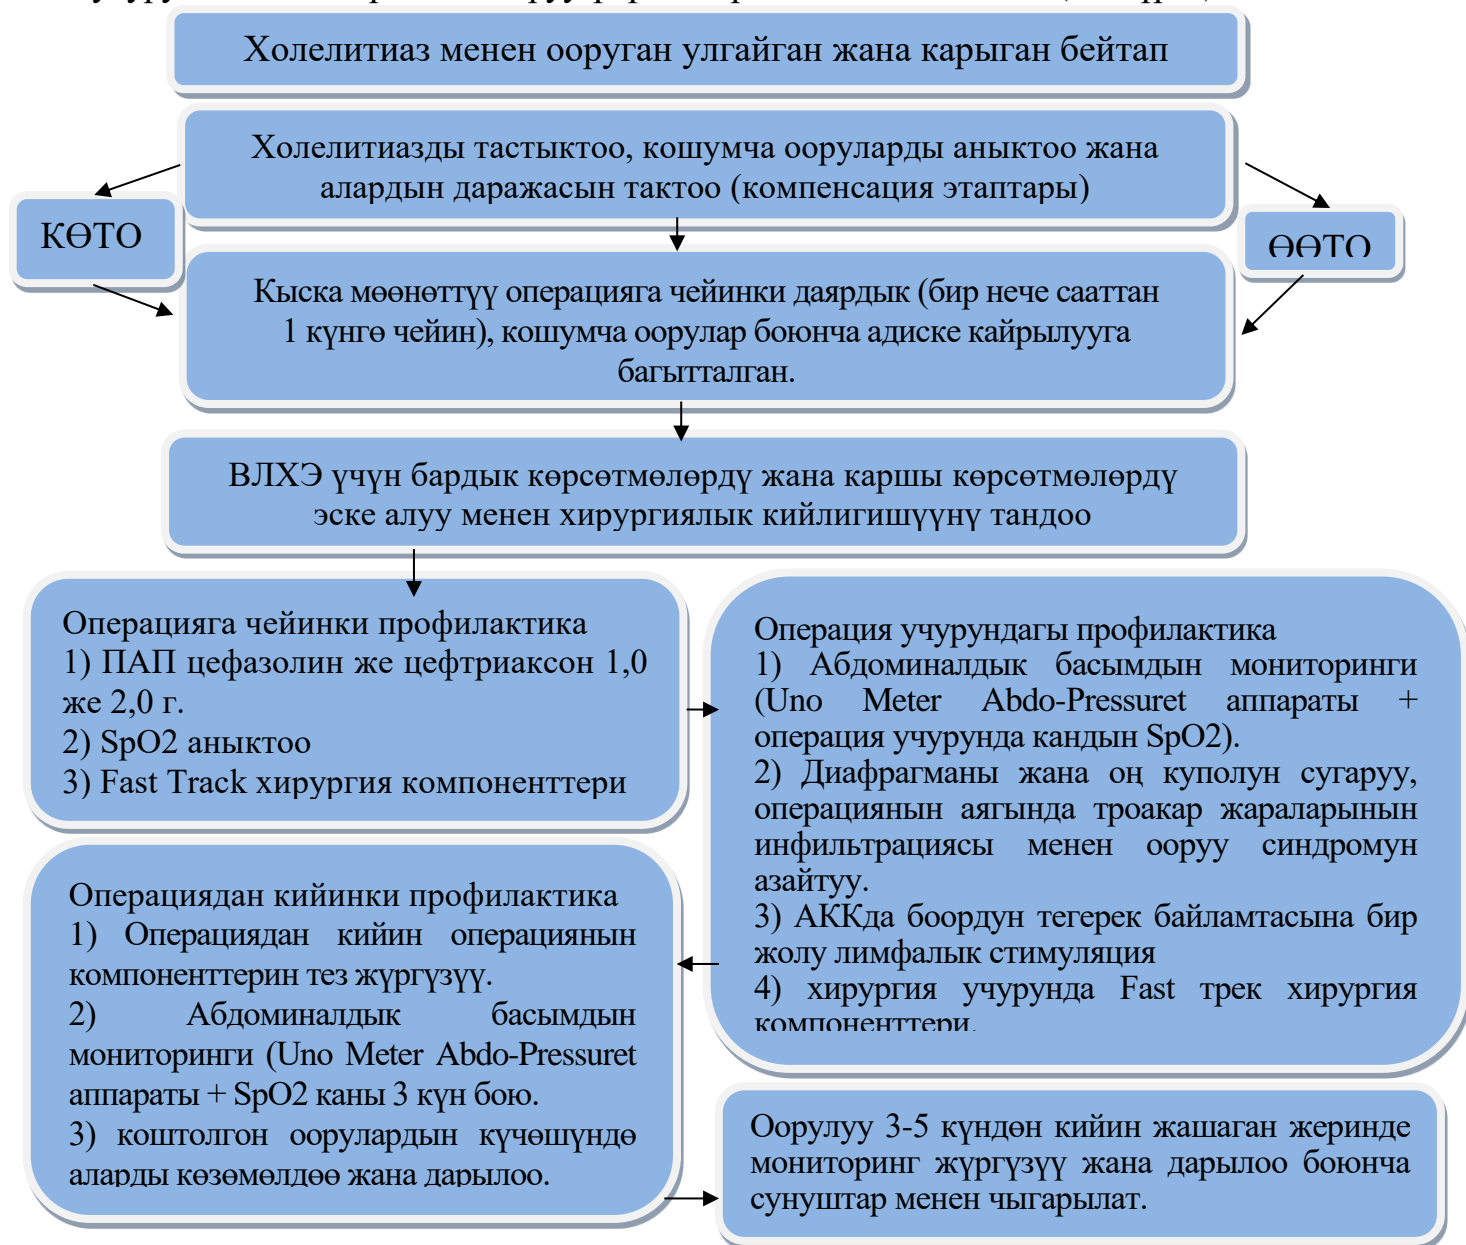 Холелитиаз менен ооруган улгайган жана карыган бейтап
Холелитиазды тастыктоо, кошумча ооруларды аныктоо жана
алардын даражасын тактоо (компенсация этаптары)
КӨТО
ӨӨТО
Кыска мөөнөттүү операцияга чейинки даярдык (бир нече сааттан
1 күнгө чейин), кошумча оорулар боюнча адиске кайрылууга
багытталган.
ВЛХЭ үчүн бардык көрсөтмөлөрдү жана каршы көрсөтмөлөрдү
эске алуу менен хирургиялык кийлигишүүнү тандоо
Операцияга чейинки профилактика
1) ПАП цефазолин же цефтриаксон 1,0
же 2,0 г.
2) SpO2 аныктоо
3) Fast Track хирургия компоненттери
Операция учурундагы профилактика
1) Абдоминалдык басымдын мониторинги
(Uno Meter Abdo-Pressuret аппараты +
операция учурунда кандын SpO2).
2) Диафрагманы жана оң куполун сугаруу,
операциянын аягында троакар жараларынын
инфильтрациясы менен ооруу синдромун
азайтуу.
3) АККда боордун тегерек байламтасына бир
жолу лимфалык стимуляция
4) хирургия учурунда Fast трек хирургия
компоненттери.
Операциядан кийинки профилактика
1) Операциядан кийин операциянын
компоненттерин тез жүргүзүү.
2) Абдоминалдык басымдын
мониторинги (Uno Meter Abdo-Pressuret
аппараты + SpO2 каны 3 күн бою.
3) коштолгон оорулардын күчөшүндө
аларды көзөмөлдөө жана дарылоо.
Оорулуу 3-5 күндөн кийин жашаган жеринде
мониторинг жүргүзүү жана дарылоо боюнча
сунуштар менен чыгарылат.